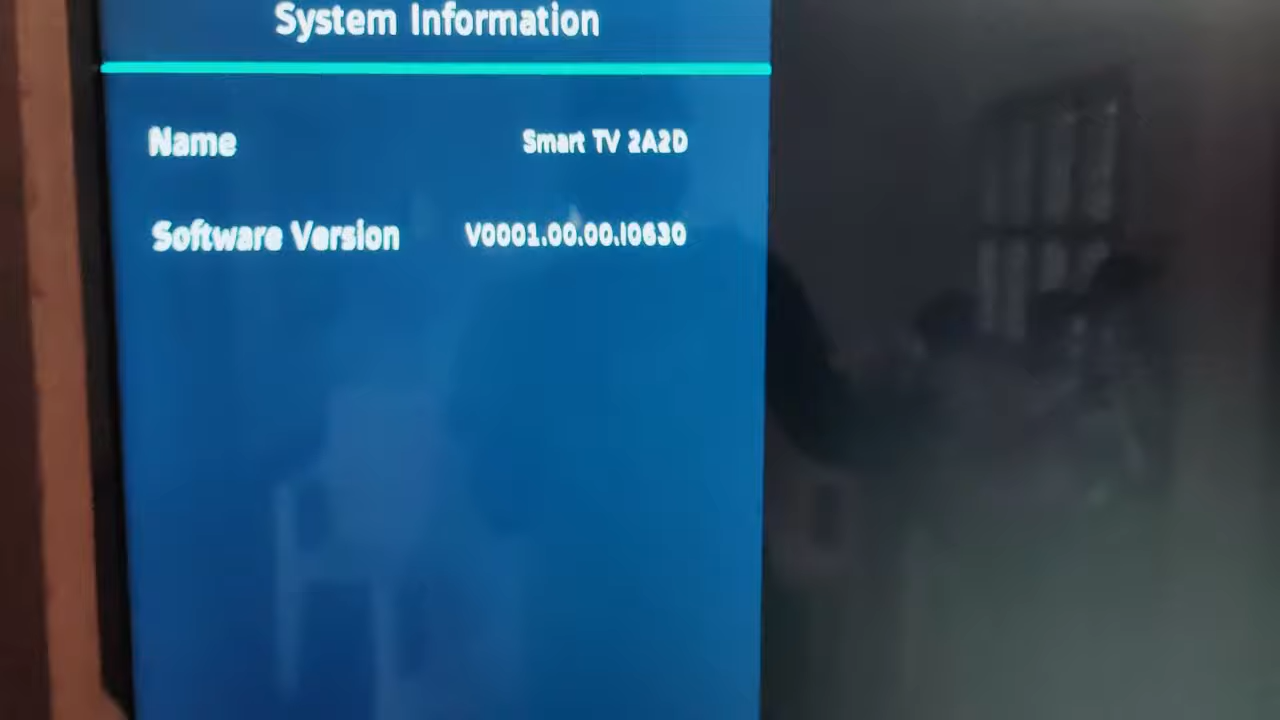 System Information
Name Smart TV 2A2D
Software Version V0001.00.00.I0630